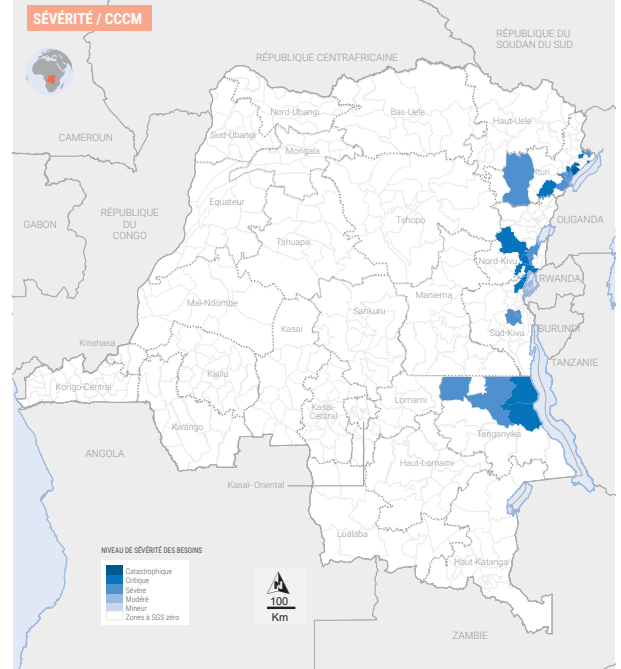 SÉVÉRITÉ / CCCM
RÉPUBLIQUE DU
SOUDAN DU SUD
RÉPUBLIQUE CENTRAFRICAINE
Nord-Ubangi
Bas-Uele
Haut-Uele
Sud-Ubangi
CAMEROUN
Mongala
Ituri
Equateur
GABON
RÉPUBLIQUE
DU
CONGO
Tshopo
OUGANDA
Tshuapa
Nord-Kivu
RWANDA
Maniema
Mai-Ndombe
Sankuru
Kasaï
Sud-Kivu
BURUNDI
Kinshasa
TANZANIE
Kwilu
Kongo-Central
Lomami
Kasaï-
Central
Kwango
Tanganyika
ANGOLA
Haut-Lomami
Kasaï- Oriental
Lualaba
NIVEAU DE SÉVÉRITÉ DES BESOINS
Catastrophique
Critique
Sévère
Modéré
Mineur
Zones à SGS zéro
N
100
Km
Haut-Katanga
ZAMBIE